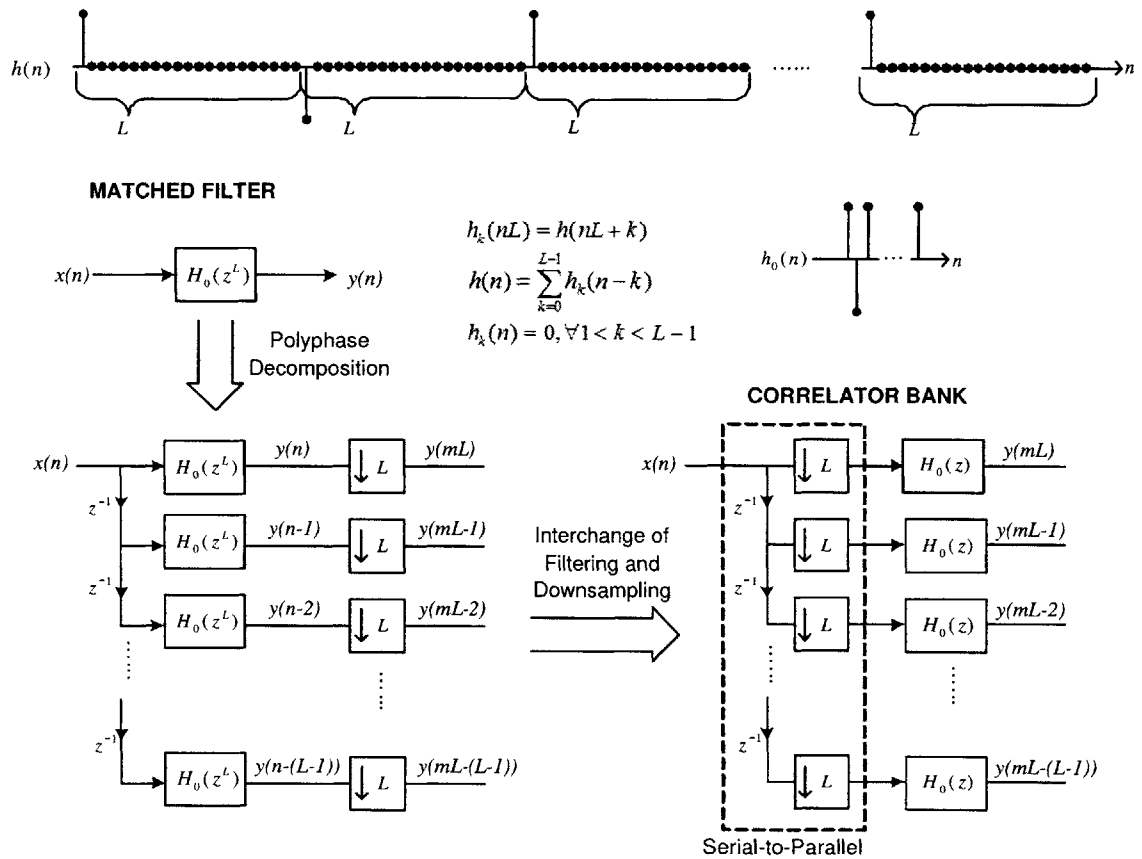 h(n)
n
L
L
L
L
......
MATCHED FILTER
x(n)
H₀(z^L)
y(n)
h_k(nL) = h(nL + k)
h(n) = ∑_{k=0}^{L-1} h_k(n-k)
h_k(n) = 0, ∀1 < k < L - 1
h₀(n)
...
n
Polyphase
Decomposition
CORRELATOR BANK
x(n)
H₀(z^L)
y(n)
L
y(mL)
z⁻¹
H₀(z^L)
y(n-1)
L
y(mL-1)
z⁻¹
H₀(z^L)
y(n-2)
L
y(mL-2)
z⁻¹
H₀(z^L)
y(n-(L-1))
L
y(mL-(L-1))
Interchange of
Filtering and
Downsampling
x(n)
L
H₀(z)
y(mL)
z⁻¹
L
H₀(z)
y(mL-1)
z⁻¹
L
H₀(z)
y(mL-2)
z⁻¹
L
H₀(z)
y(mL-(L-1))
Serial-to-Parallel